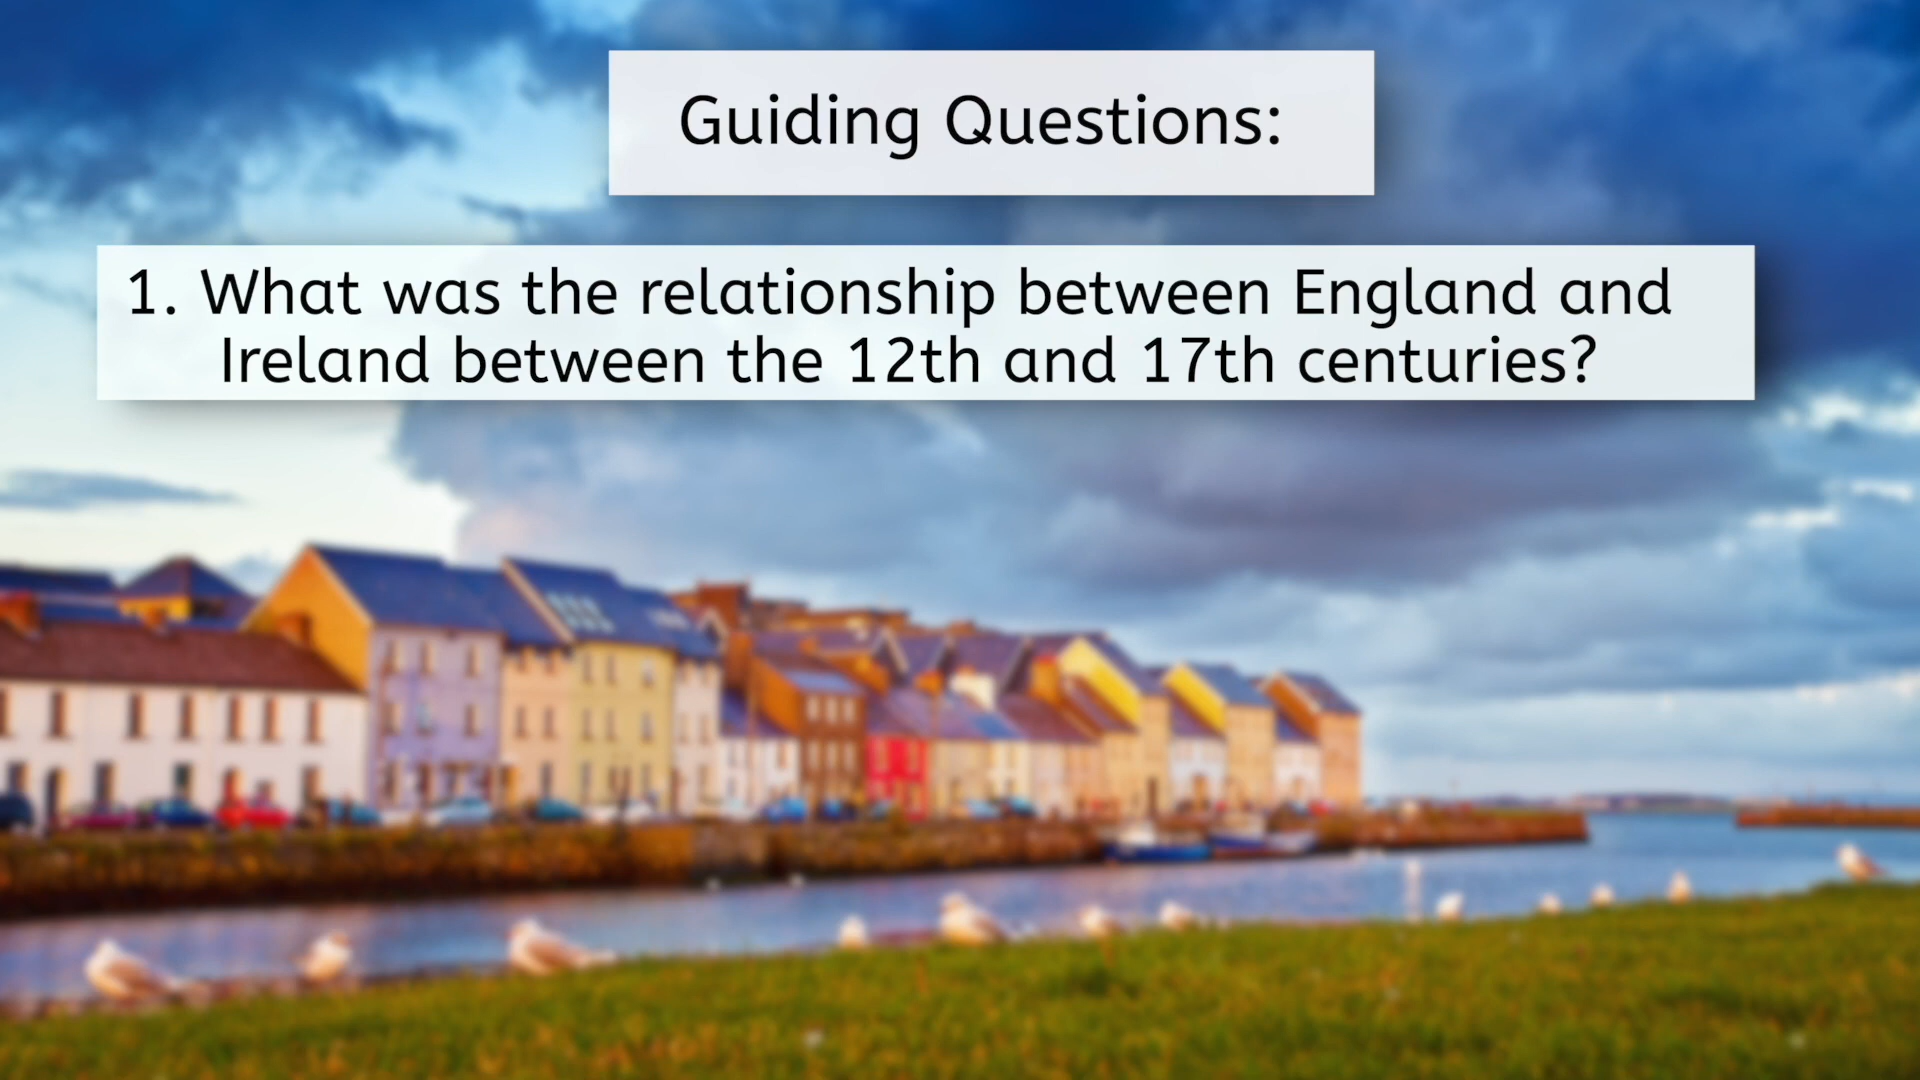 Guiding Questions:
1. What was the relationship between England and
Ireland between the 12th and 17th centuries?